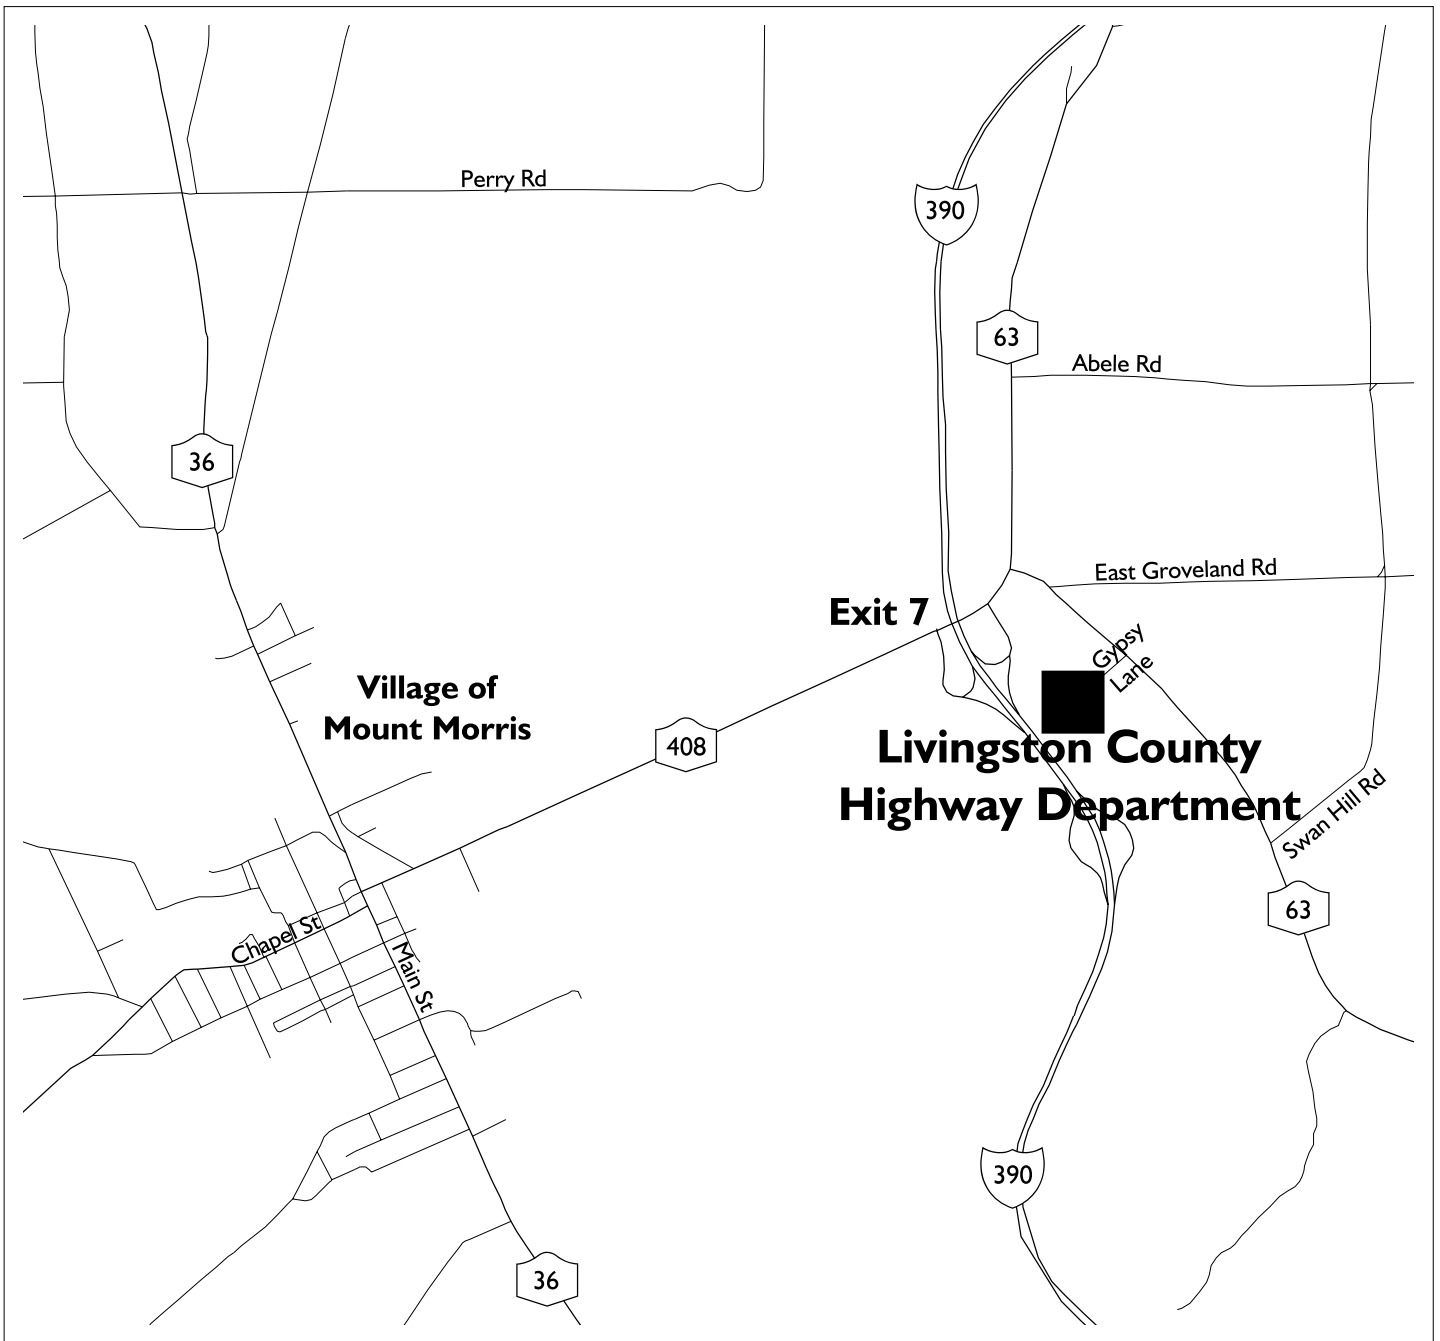 Perry Rd
390
63
Abele Rd
36
East Groveland Rd
Exit 7
Gypsy
Lane
Village of
Mount Morris
408
Livingston County
Highway Department
Swan Hill Rd
63
Chapel St
Main St
390
36